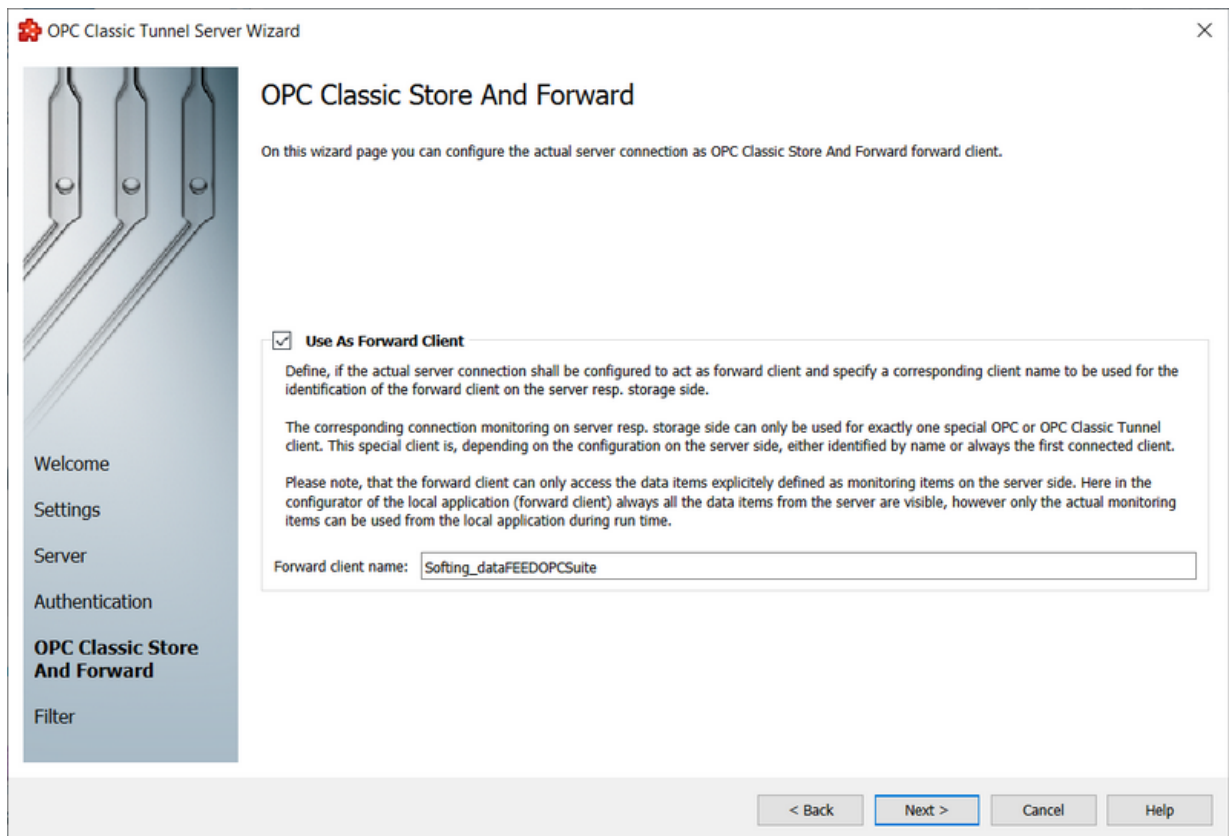 OPC Classic Tunnel Server Wizard
OPC Classic Store And Forward
On this wizard page you can configure the actual server connection as OPC Classic Store And Forward forward client.
Use As Forward Client
Define, if the actual server connection shall be configured to act as forward client and specify a corresponding client name to be used for the
identification of the forward client on the server resp. storage side.
The corresponding connection monitoring on server resp. storage side can only be used for exactly one special OPC or OPC Classic Tunnel
client. This special client is, depending on the configuration on the server side, either identified by name or always the first connected client.
Please note, that the forward client can only access the data items explicitely defined as monitoring items on the server side. Here in the
configurator of the local application (forward client) always all the data items from the server are visible, however only the actual monitoring
items can be used from the local application during run time.
Forward client name: Softing_dataFEEDOPCSuite
Welcome
Settings
Server
Authentication
OPC Classic Store
And Forward
Filter
< Back Next > Cancel Help